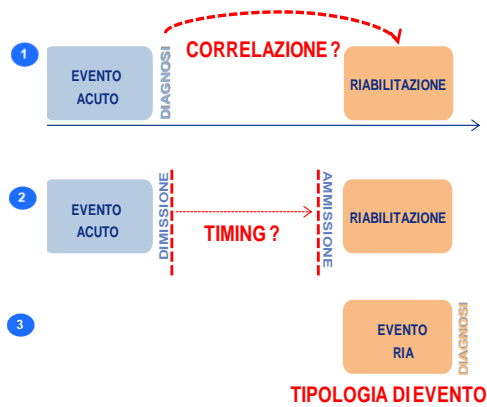 1
EVENTO
ACUTO
DIAGNOSI
CORRELAZIONE ?
RIABILITAZIONE
2
EVENTO
ACUTO
DIMISSIONE
TIMING ?
AMMISSIONE
RIABILITAZIONE
3
EVENTO
RIA
DIAGNOSI
TIPOLOGIA DI EVENTO